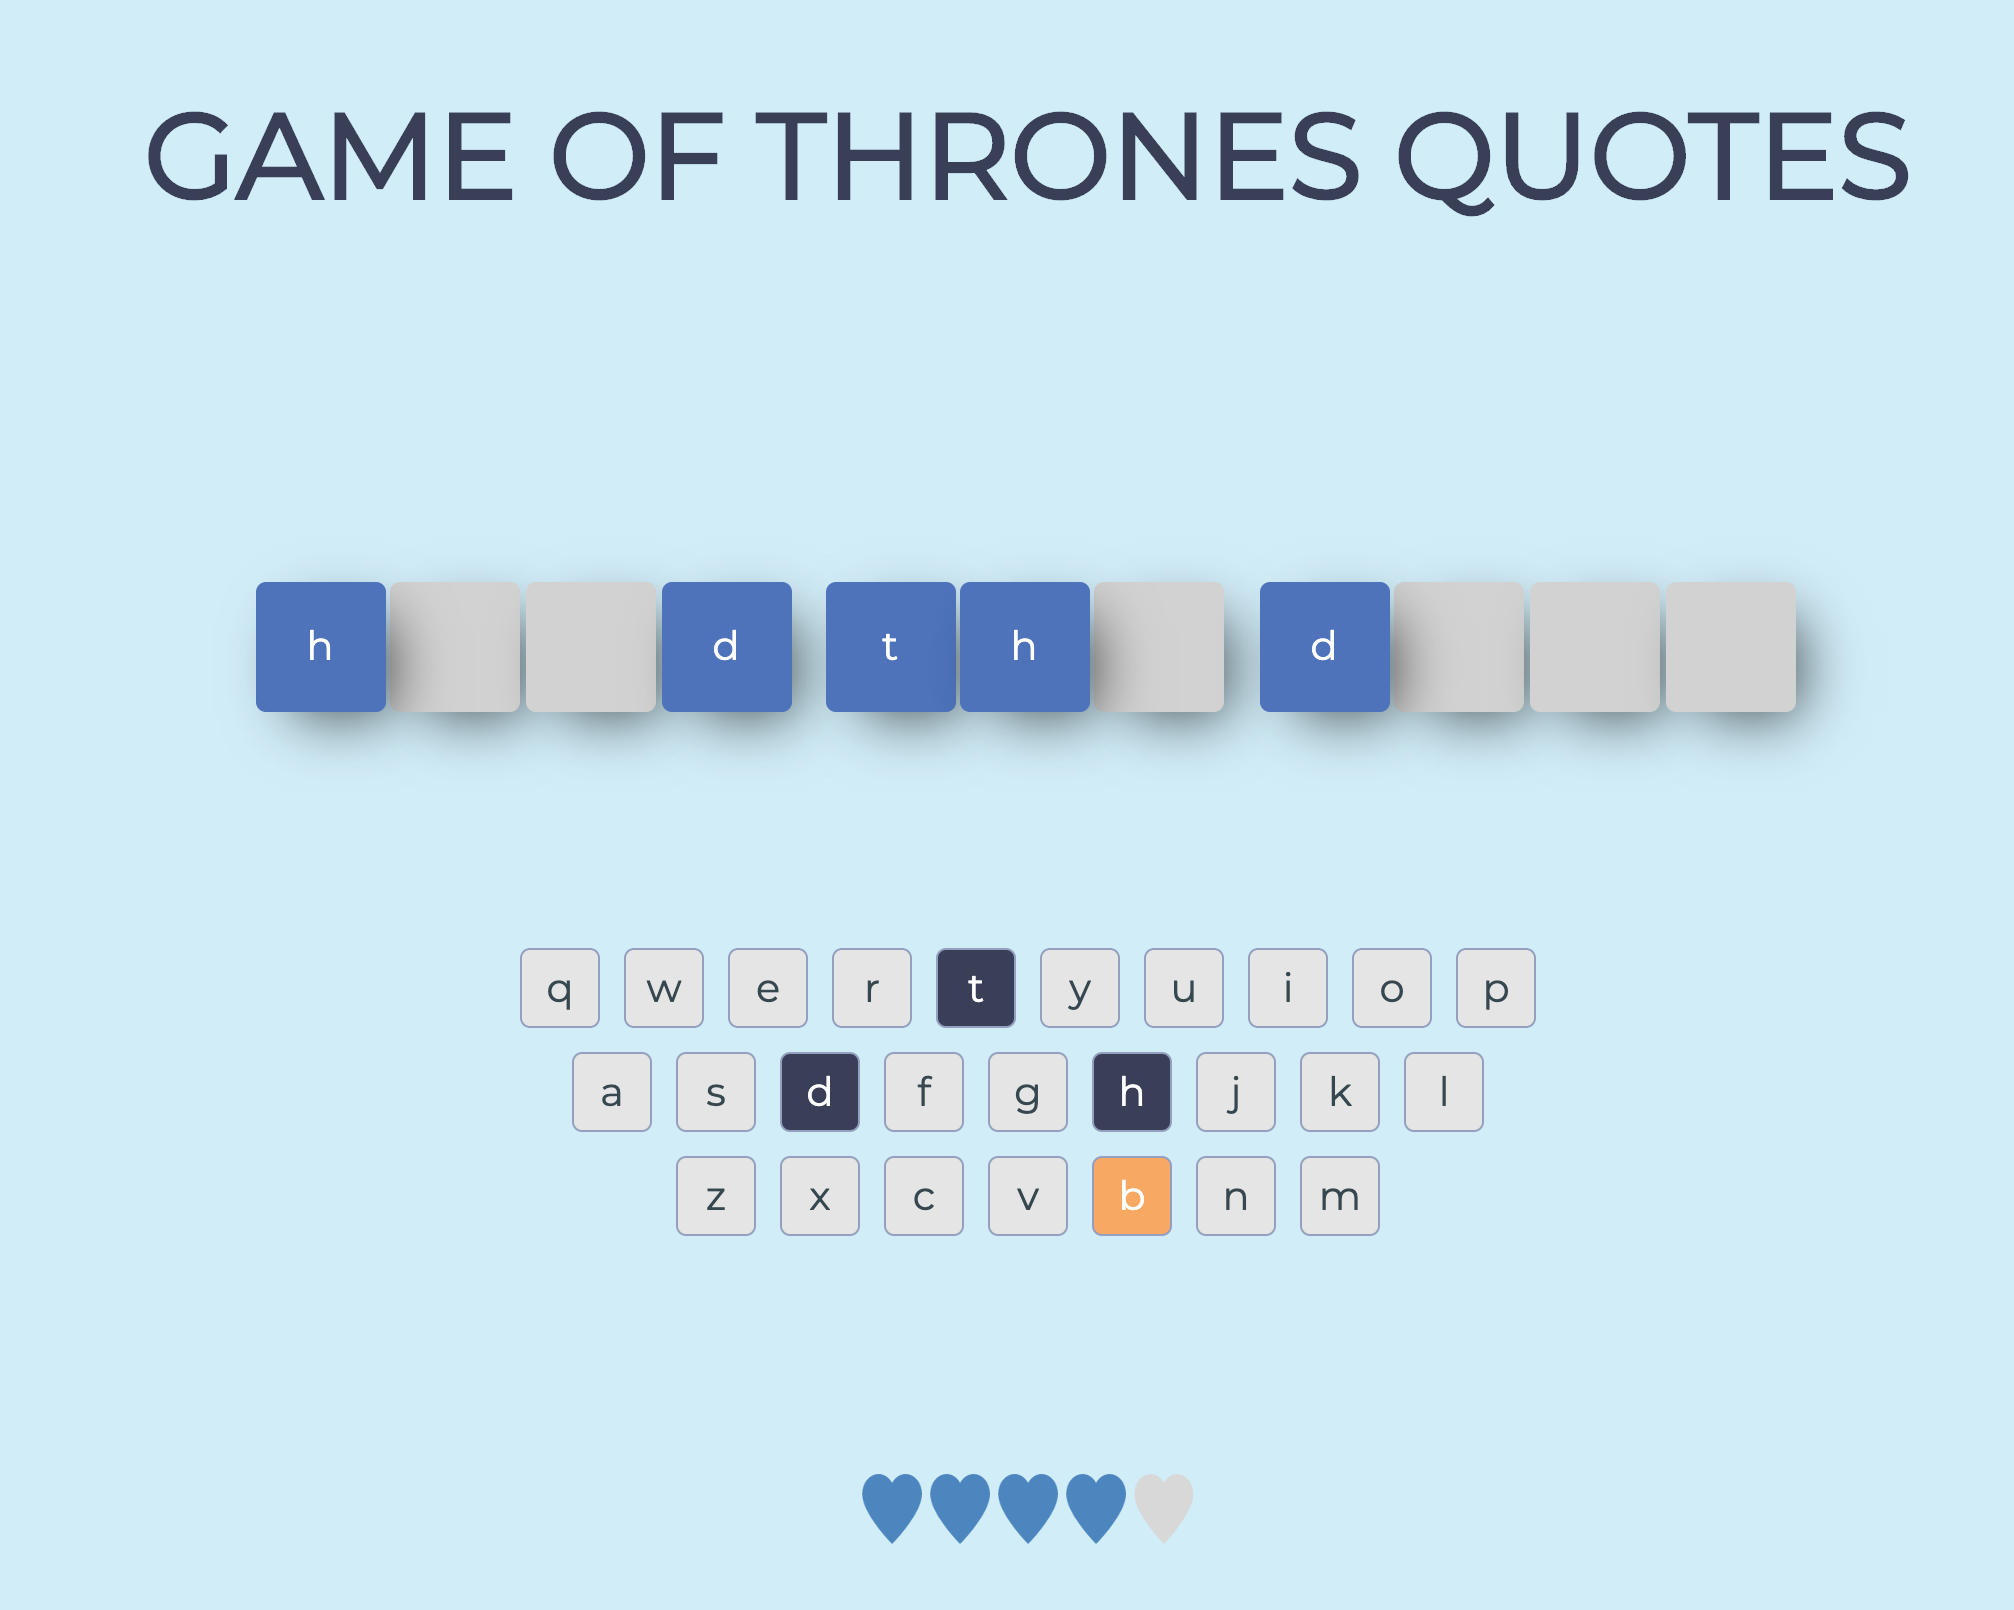 GAME OF THRONES QUOTES
h d t h d
q w e r t y u i o p
a s d f g h j k l
z x c v b n m